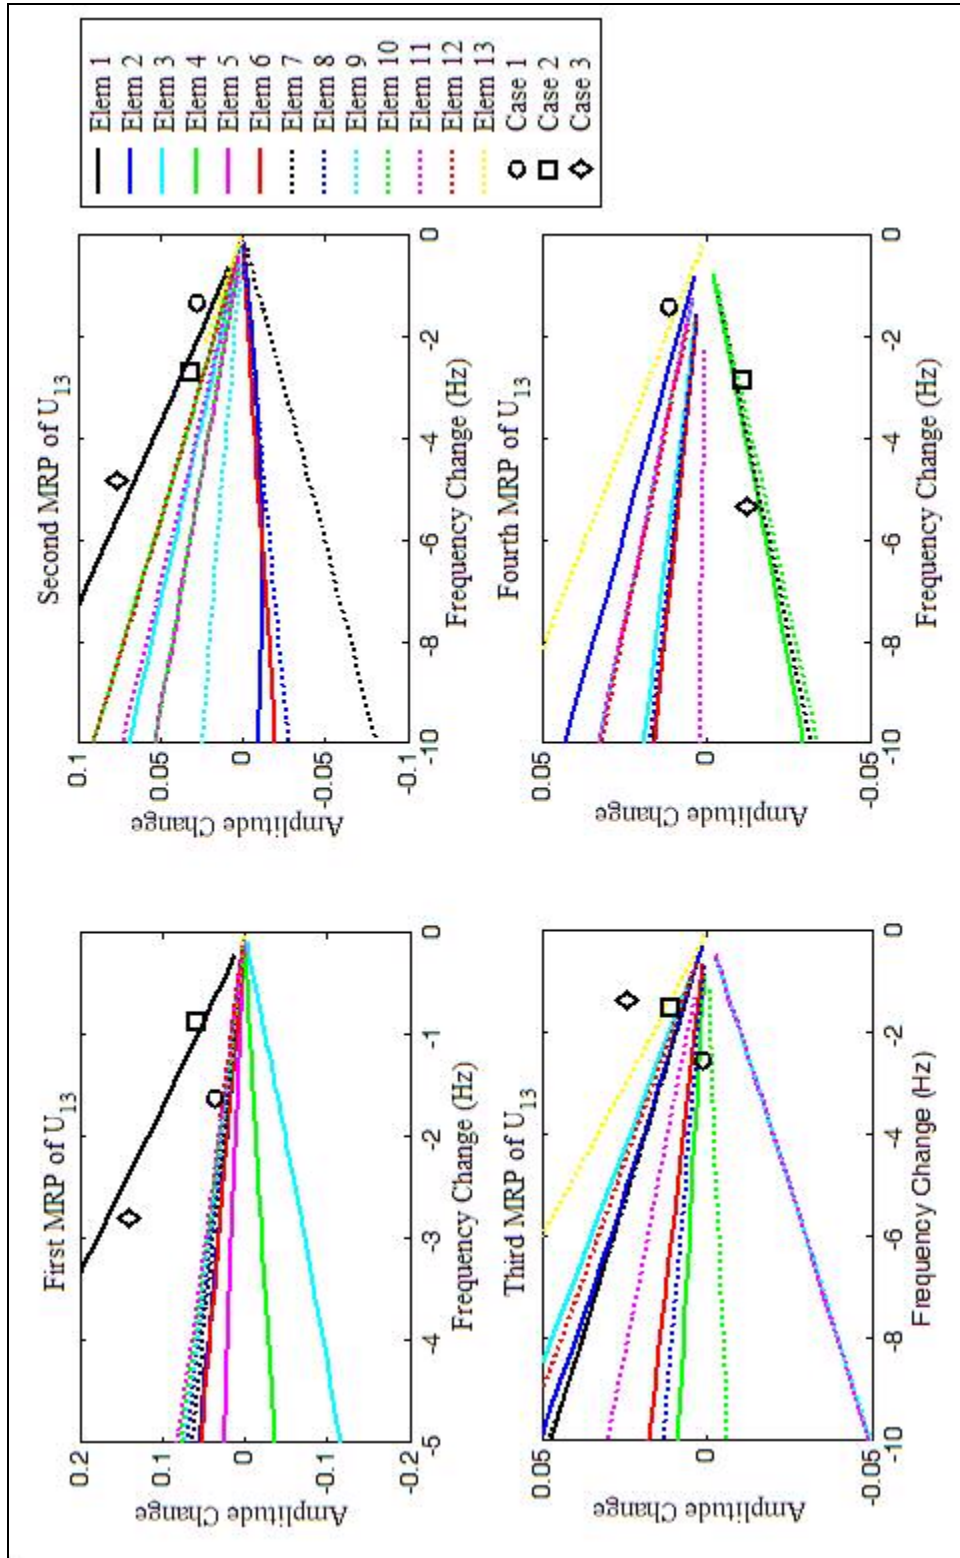 First MRP of U13
0.2
0.1
0
-0.1
-0.2
Amplitude Change
-5
-4
-3
-2
-1
0
Frequency Change (Hz)
Second MRP of U13
0.1
0.05
0
-0.05
-0.1
Amplitude Change
-10
-8
-6
-4
-2
0
Frequency Change (Hz)
Elem 1
Elem 2
Elem 3
Elem 4
Elem 5
Elem 6
Elem 7
Elem 8
Elem 9
Elem 10
Elem 11
Elem 12
Elem 13
Case 1
Case 2
Case 3
Third MRP of U13
0.05
0
-0.05
Amplitude Change
-10
-8
-6
-4
-2
0
Frequency Change (Hz)
Fourth MRP of U13
0.05
0
-0.05
Amplitude Change
-10
-8
-6
-4
-2
0
Frequency Change (Hz)